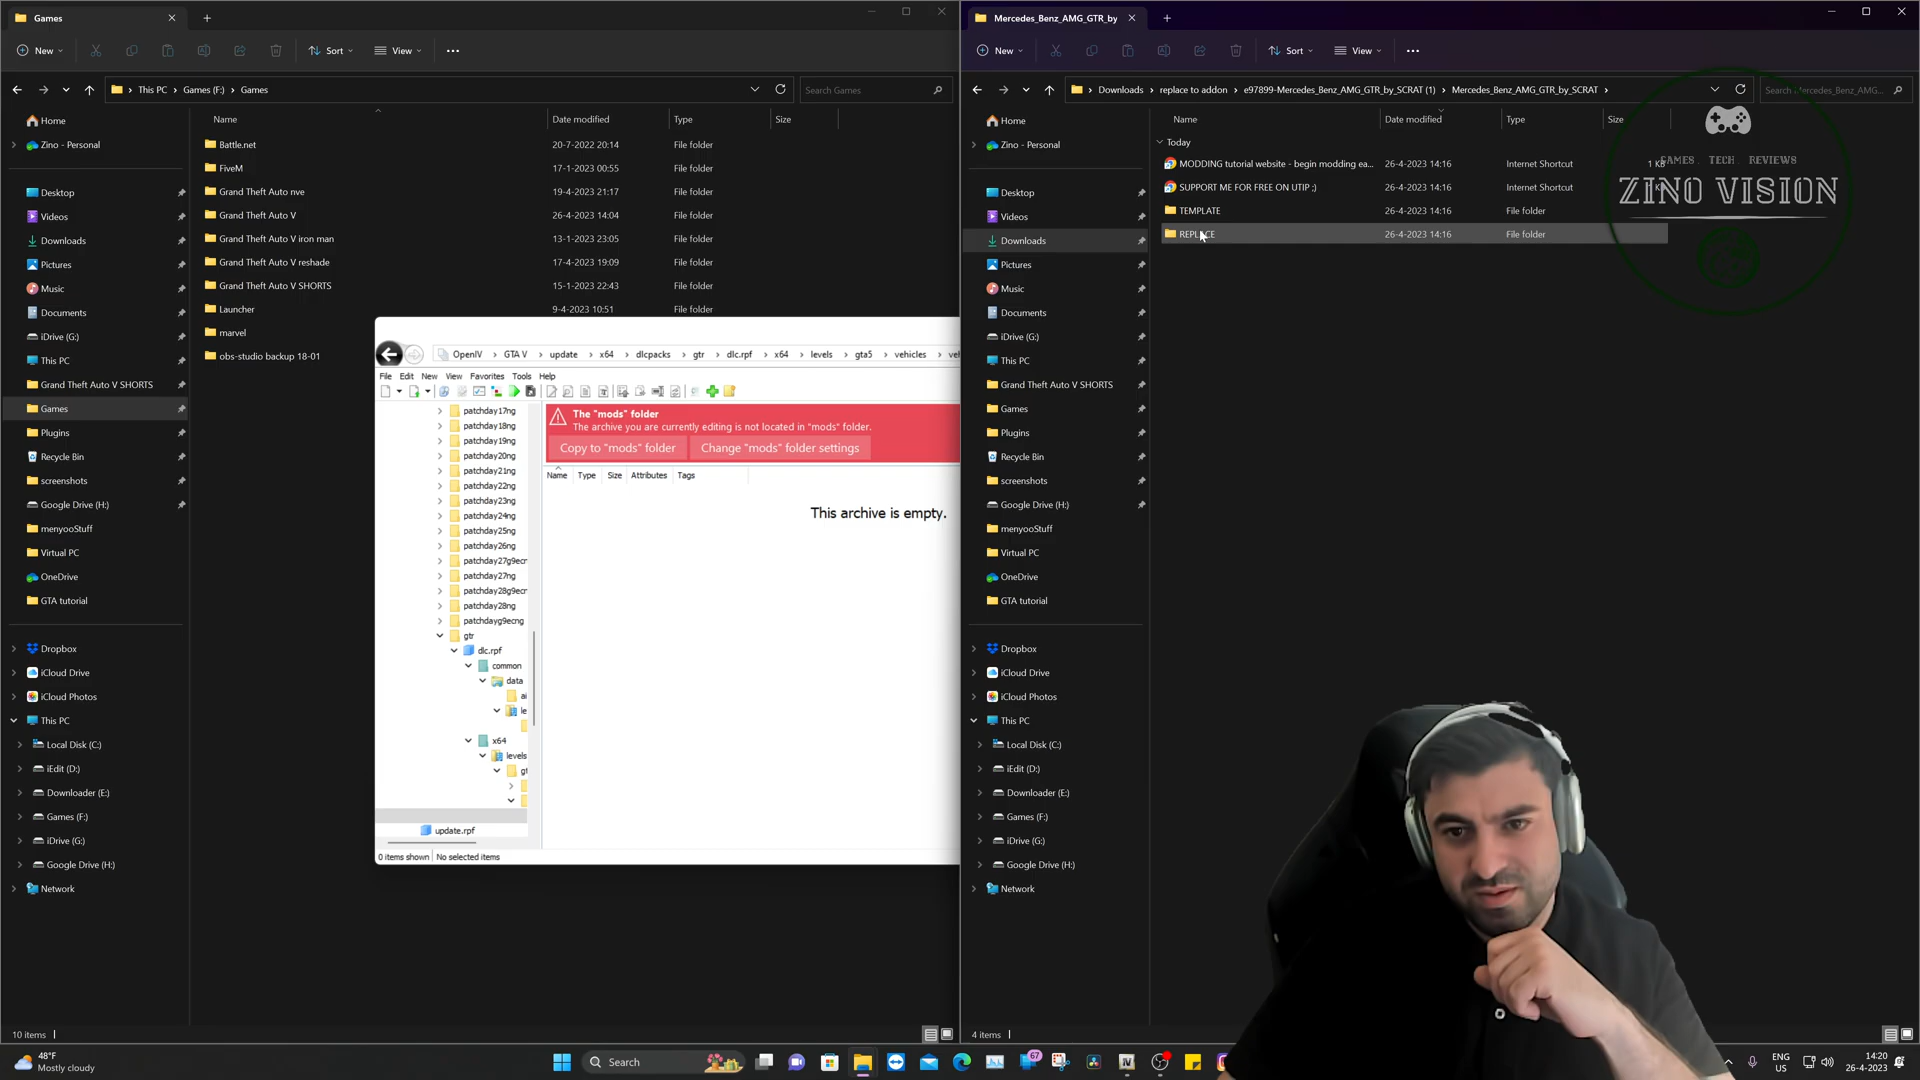 Games
New
Sort
View
This PC
Games (F:)
Games
Search Games
Name
Date modified
Type
Size
Home
Zino - Personal
Desktop
Videos
Downloads
Pictures
Music
Documents
iDrive (G:)
This PC
Grand Theft Auto V SHORTS
Games
Plugins
Recycle Bin
screenshots
Google Drive (H:)
menyooStuff
Virtual PC
OneDrive
GTA tutorial
Dropbox
iCloud Drive
iCloud Photos
This PC
Local Disk (C:)
iEdit (D:)
Downloader (E:)
Games (F:)
iDrive (G:)
Google Drive (H:)
Network
Battle.net 20-7-2022 20:14 File folder
FiveM 17-1-2023 00:55 File folder
Grand Theft Auto nve 19-4-2023 21:17 File folder
Grand Theft Auto V 26-4-2023 14:04 File folder
Grand Theft Auto V iron man 13-1-2023 23:05 File folder
Grand Theft Auto V reshade 17-4-2023 19:09 File folder
Grand Theft Auto V SHORTS 15-1-2023 22:43 File folder
Launcher 9-4-2023 10:51 File folder
marvel
obs-studio backup 18-01
10 items
OpenIV GTA V update x64 dlcpacks gtr dlc.rpf x64 levels gta5 vehicles
File Edit New View Favorites Tools Help
The "mods" folder
The archive you are currently editing is not located in "mods" folder.
Copy to "mods" folder
Change "mods" folder settings
Name Type Size Attributes Tags
This archive is empty.
patchday17ng
patchday18ng
patchday19ng
patchday20ng
patchday21ng
patchday22ng
patchday23ng
patchday24ng
patchday25ng
patchday26ng
patchday27g9ecn
patchday27ng
patchday28g9ecn
patchday28ng
patchdayg9ecng
gtr
dlc.rpf
common
data
ai
le
x64
levels
update.rpf
0 items shown No selected items
Mercedes_Benz_AMG_GTR_by
New
Sort
View
Downloads
replace to addon
e97899-Mercedes_Benz_AMG_GTR_by_SCRAT (1)
Mercedes_Benz_AMG_GTR_by_SCRAT
Search Mercedes_Benz_AMG...
Name
Date modified
Type
Size
Today
MODDING tutorial website - begin modding ea... 26-4-2023 14:16 Internet Shortcut 1 KB
SUPPORT ME FOR FREE ON UTIP ;) 26-4-2023 14:16 Internet Shortcut
TEMPLATE 26-4-2023 14:16 File folder
REPLACE 26-4-2023 14:16 File folder
GAMES . TECH . REVIEWS
ZINO VISION
Home
Zino - Personal
Desktop
Videos
Downloads
Pictures
Music
Documents
iDrive (G:)
This PC
Grand Theft Auto V SHORTS
Games
Plugins
Recycle Bin
screenshots
Google Drive (H:)
menyooStuff
Virtual PC
OneDrive
GTA tutorial
Dropbox
iCloud Drive
iCloud Photos
This PC
Local Disk (C:)
iEdit (D:)
Downloader (E:)
Games (F:)
iDrive (G:)
Google Drive (H:)
Network
4 items
48°F
Mostly cloudy
Search
67
ENG
US
14:20
26-4-2023